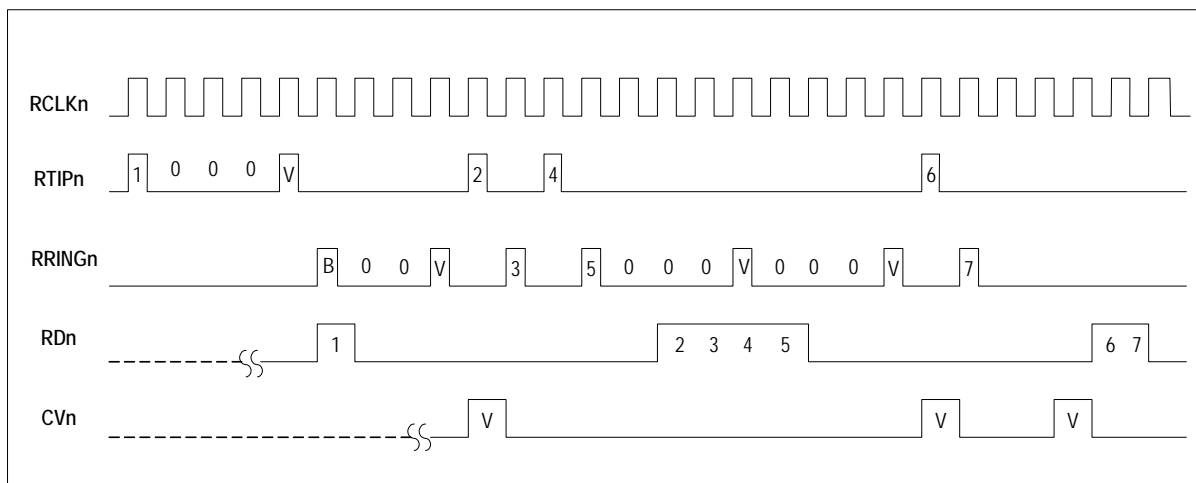 RCLKn
RTIPn 1 0 0 0 V 2 4 6
RRINGn B 0 0 V 3 5 0 0 0 V 0 0 0 V 7
RDn 1 2 3 4 5 6 7
CVn V V V